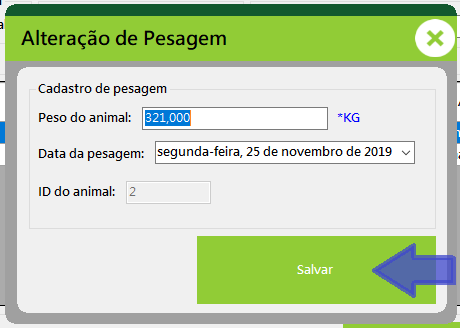 Alteração de Pesagem
Cadastro de pesagem
Peso do animal: 321,000 *KG
Data da pesagem: segunda-feira, 25 de novembro de 2019
ID do animal: 2
Salvar